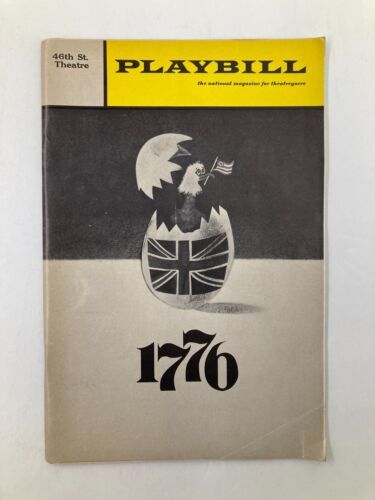 46th St.
Theatre
PLAYBILL
the national magazine for theatregoers
1776